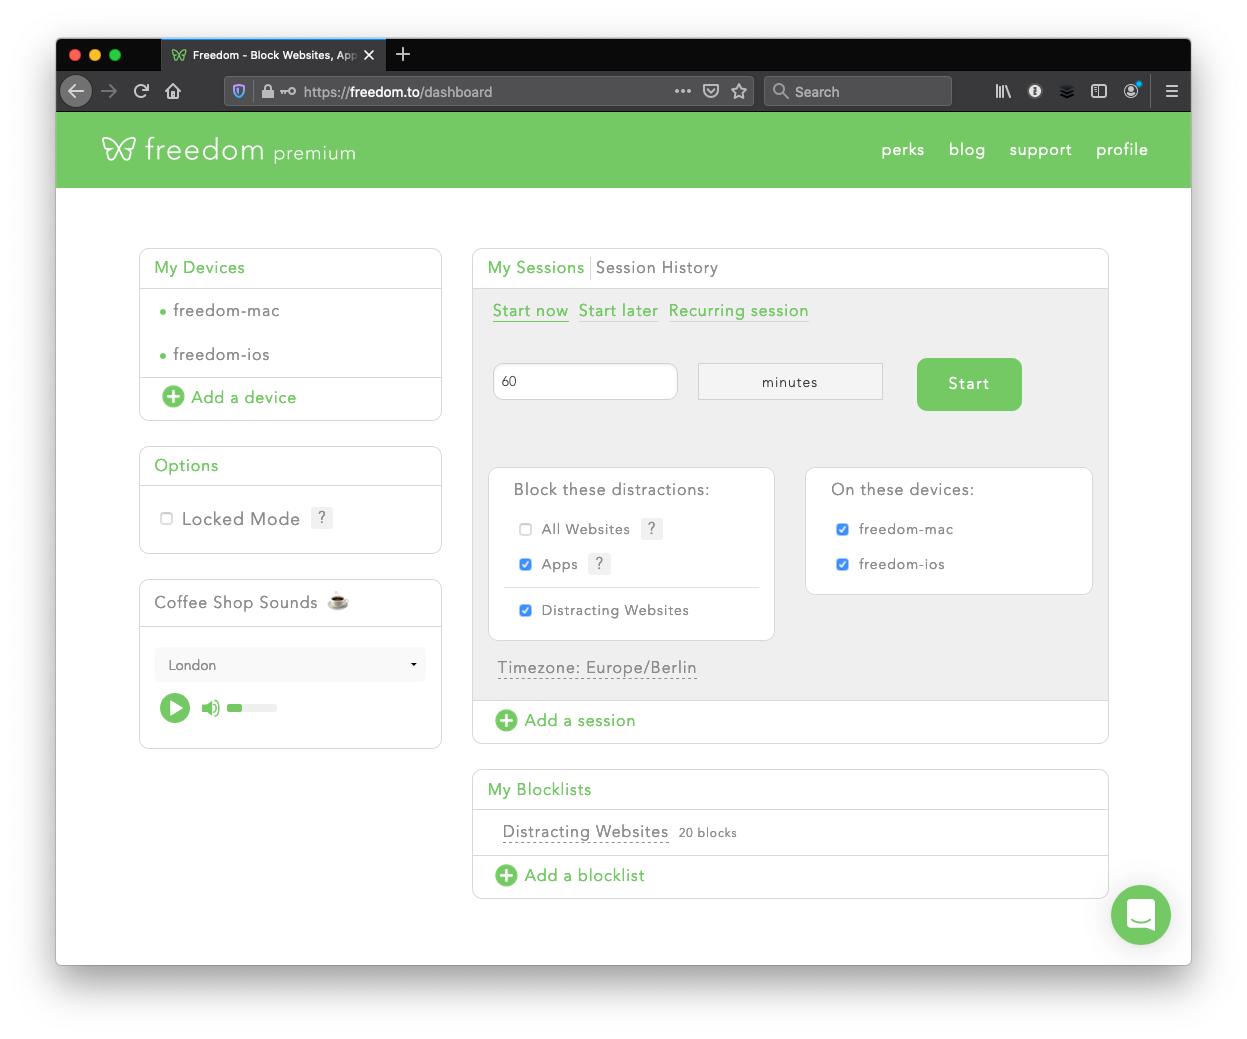 Freedom - Block Websites, App
https://freedom.to/dashboard
Search
freedom premium
perks blog support profile
My Devices
freedom-mac
freedom-ios
Add a device
Options
Locked Mode ?
Coffee Shop Sounds
London
My Sessions Session History
Start now Start later Recurring session
60 minutes Start
Block these distractions:
All Websites ?
Apps ?
Distracting Websites
On these devices:
freedom-mac
freedom-ios
Timezone: Europe/Berlin
Add a session
My Blocklists
Distracting Websites 20 blocks
Add a blocklist